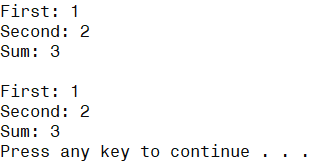 First: 1
Second: 2
Sum: 3

First: 1
Second: 2
Sum: 3
Press any key to continue . . .